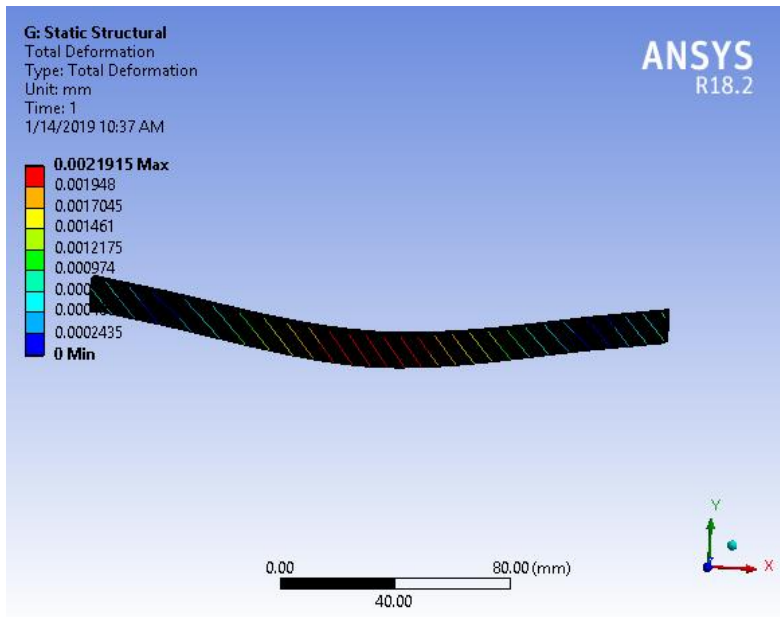 G: Static Structural
Total Deformation
Type: Total Deformation
Unit: mm
Time: 1
1/14/2019 10:37 AM
ANSYS
R18.2
0.0021915 Max
0.001948
0.0017045
0.001461
0.0012175
0.000974
0.0002435
0 Min
0.00
80.00 (mm)
40.00
Y
X